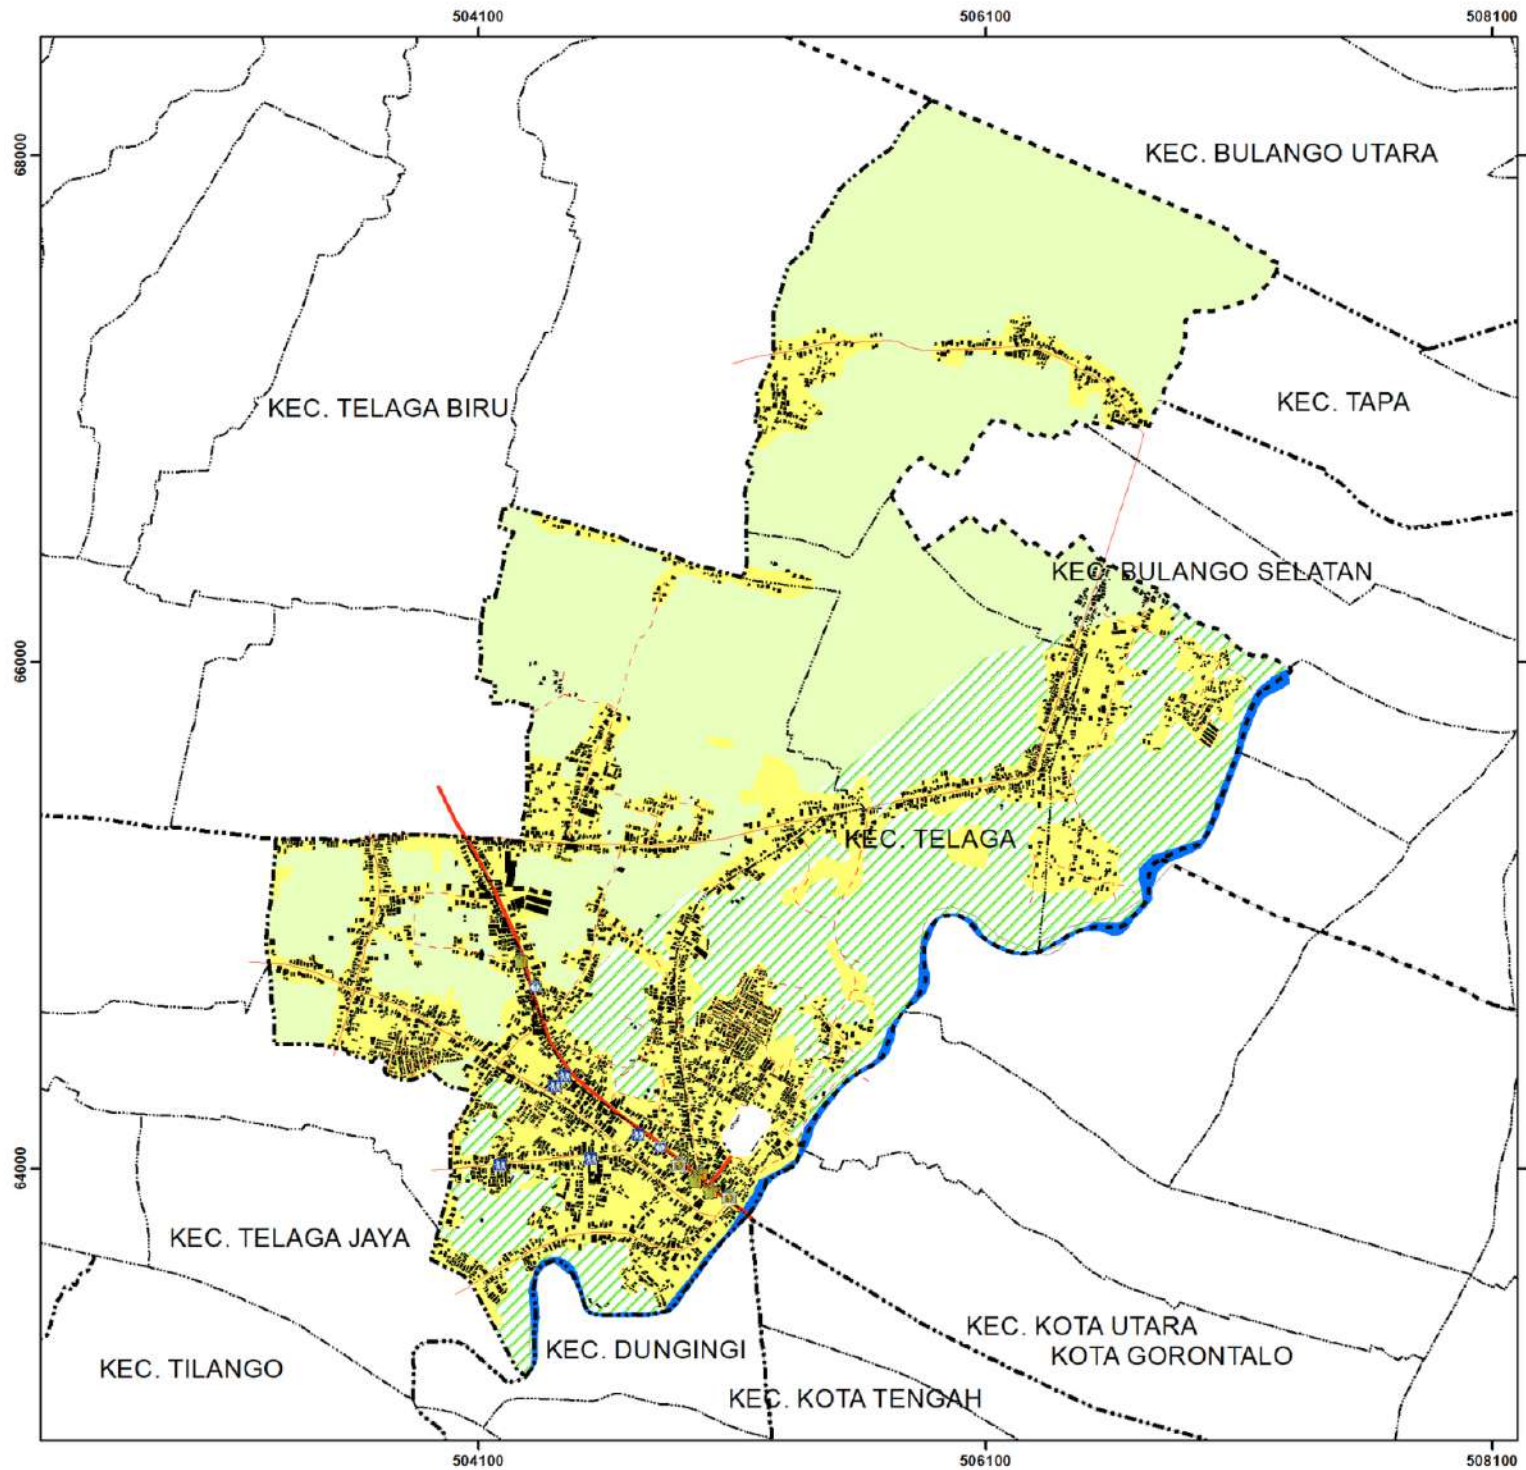 504100
506100
508100
68000
KEC. BULANGO UTARA
KEC. TELAGA BIRU
KEC. TAPA
KEC. BULANGO SELATAN
66000
KEC. TELAGA
64000
KEC. TELAGA JAYA
KEC. KOTA UTARA
KOTA GORONTALO
KEC. DUNGINGI
KEC. TILANGO
KEC. KOTA TENGAH
504100
506100
508100